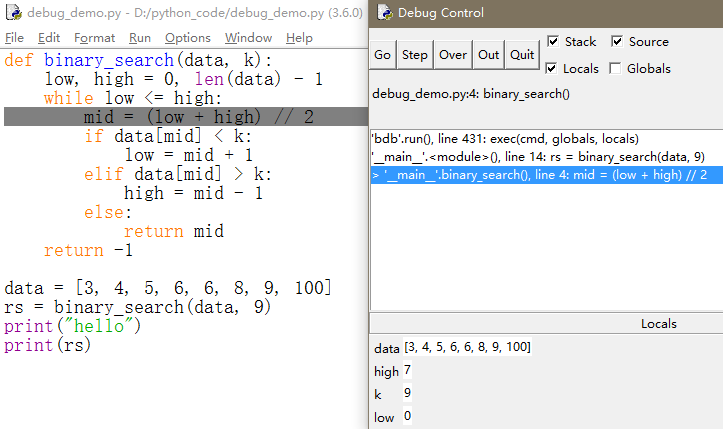 debug_demo.py - D:/python_code/debug_demo.py (3.6.0)
File Edit Format Run Options Window Help
def binary_search(data, k):
    low, high = 0, len(data) - 1
    while low <= high:
        mid = (low + high) // 2
        if data[mid] < k:
            low = mid + 1
        elif data[mid] > k:
            high = mid - 1
        else:
            return mid
    return -1

data = [3, 4, 5, 6, 6, 8, 9, 100]
rs = binary_search(data, 9)
print("hello")
print(rs)
Debug Control
Go Step Over Out Quit
Stack Source
Locals Globals
debug_demo.py:4: binary_search()
'bdb'.run(), line 431: exec(cmd, globals, locals)
'__main__'.<module>(), line 14: rs = binary_search(data, 9)
> '__main__'.binary_search(), line 4: mid = (low + high) // 2
Locals
data [3, 4, 5, 6, 6, 8, 9, 100]
high 7
k 9
low 0